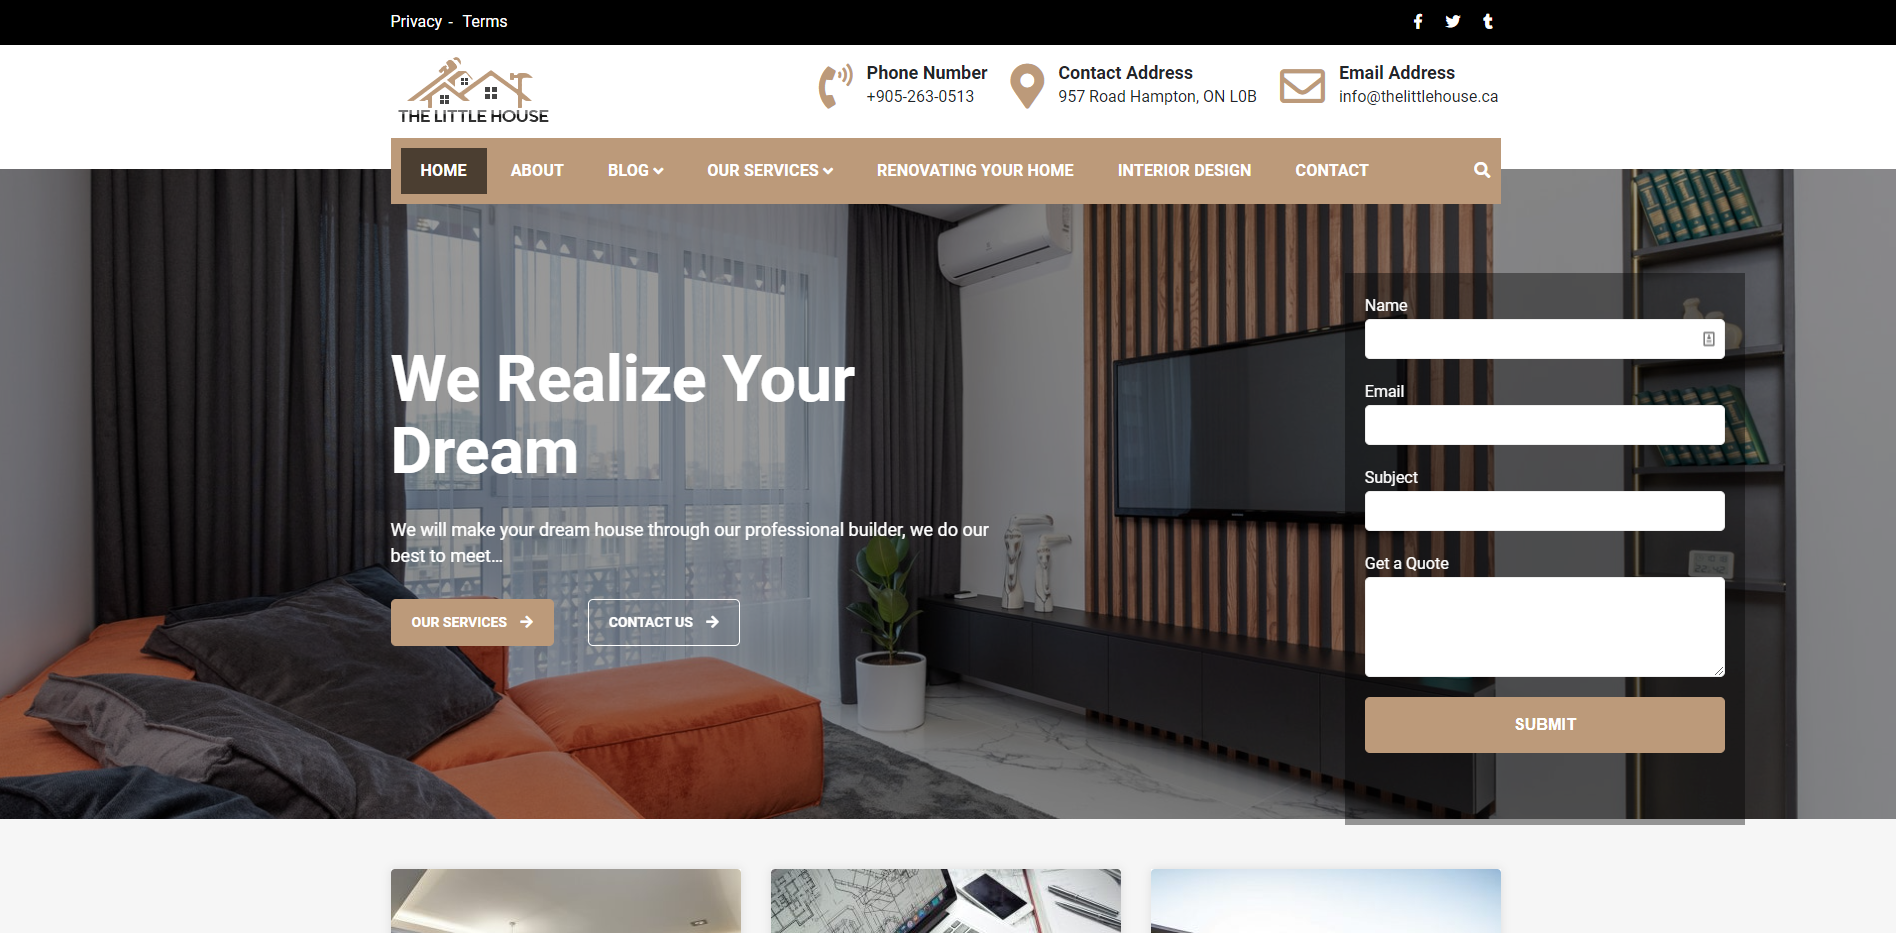 Privacy - Terms
THE LITTLE HOUSE
Phone Number
+905-263-0513
Contact Address
957 Road Hampton, ON L0B
Email Address
info@thelittlehouse.ca
HOME ABOUT BLOG OUR SERVICES RENOVATING YOUR HOME INTERIOR DESIGN CONTACT
We Realize Your
Dream
We will make your dream house through our professional builder, we do our
best to meet...
OUR SERVICES
CONTACT US
Name
Email
Subject
Get a Quote
SUBMIT